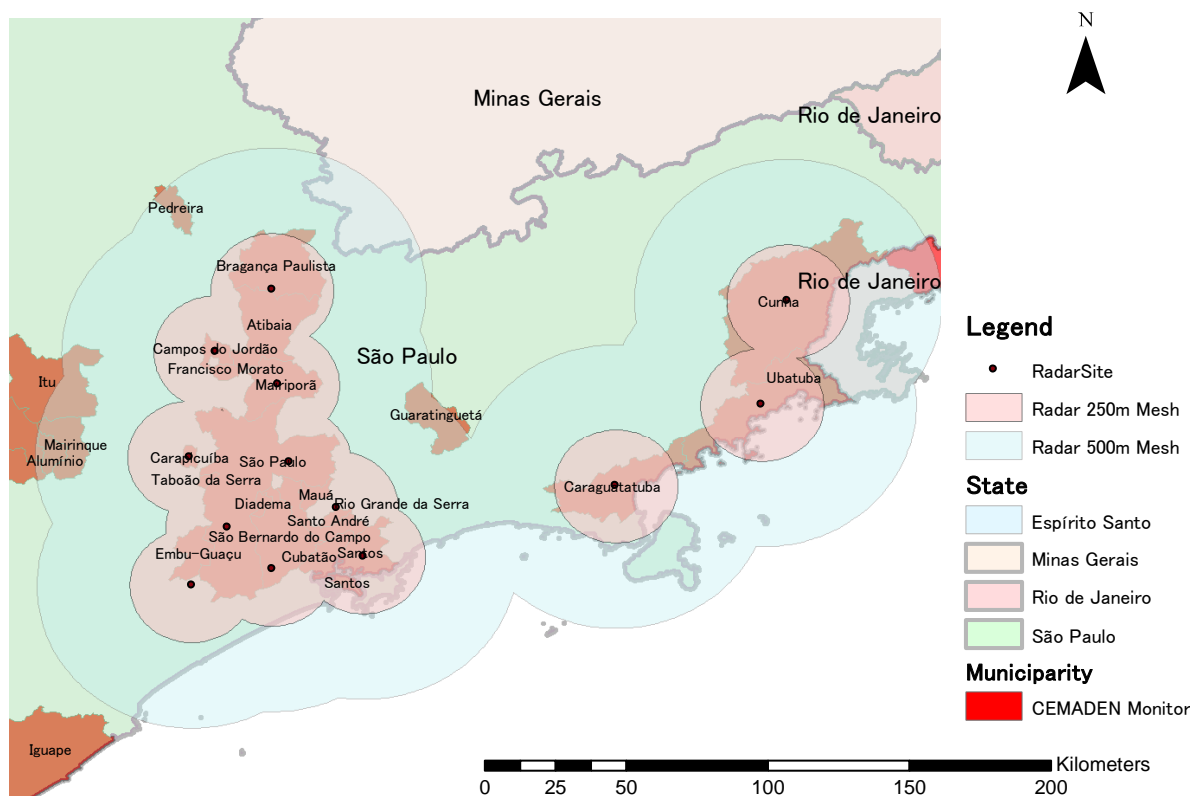 N
Minas Gerais
Rio de Janeiro
Pedreira
Bragança Paulista
Rio de Janeiro
Cunha
Atibaia
Campos do Jordão
São Paulo
Francisco Morato
Mairiporã
Itu
Ubatuba
Guaratinguetá
Mairinque
Alumínio
Carapicuíba
São Paulo
Taboão da Serra
Caraguatatuba
Mauá
Rio Grande da Serra
Diadema
Santo André
São Bernardo do Campo
Embu-Guaçu
Cubatão
Santos
Santos
Iguape
Legend
RadarSite
Radar 250m Mesh
Radar 500m Mesh
State
Espírito Santo
Minas Gerais
Rio de Janeiro
São Paulo
Municiparity
CEMADEN Monitor
Kilometers
0 25 50 100 150 200